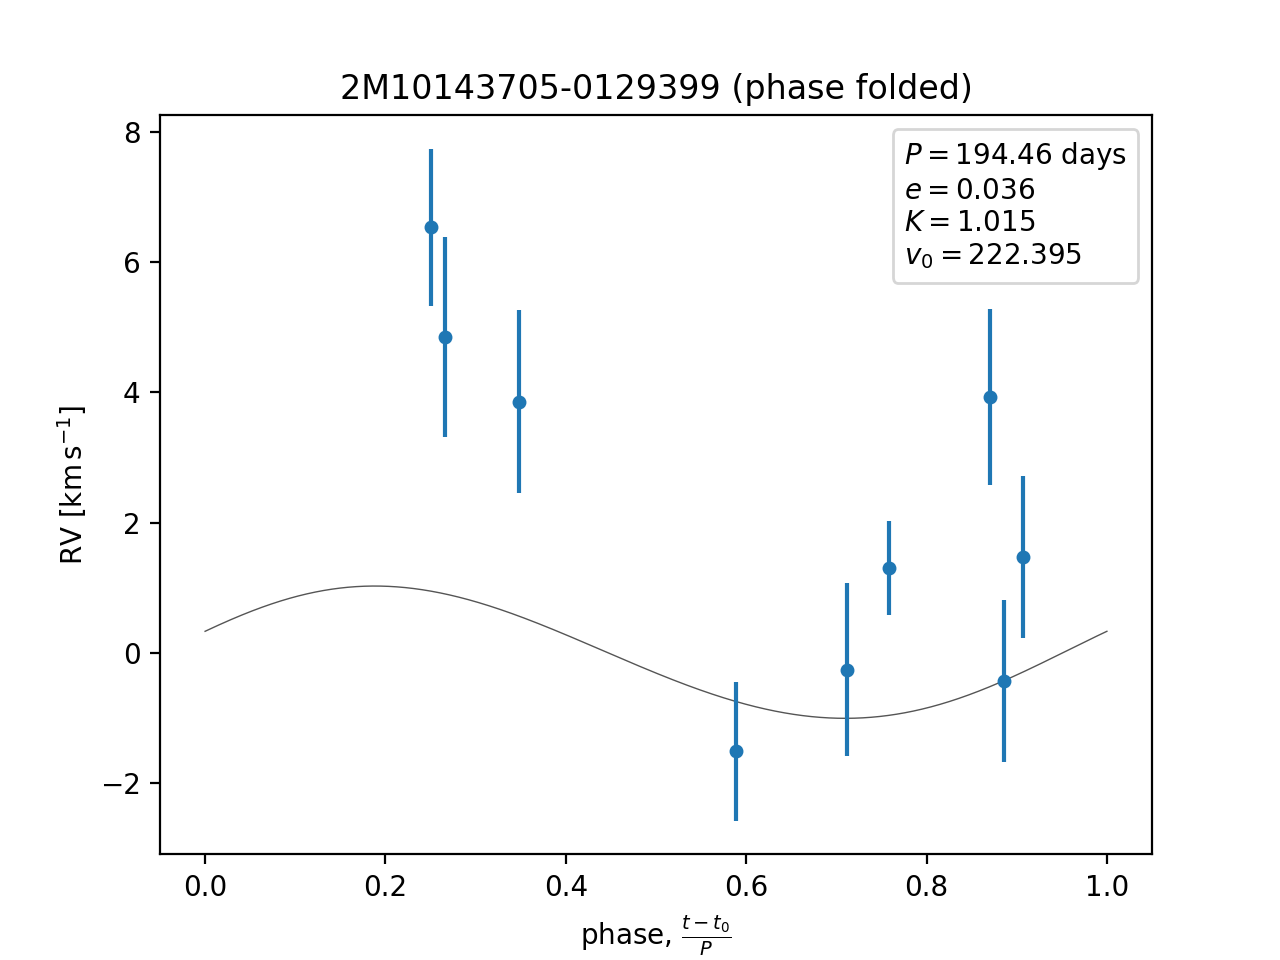 2M10143705-0129399 (phase folded)
P = 194.46 days
e = 0.036
K = 1.015
v₀ = 222.395
RV [km s⁻¹]
8
6
4
2
0
−2
0.0 0.2 0.4 0.6 0.8 1.0
phase, (t − t₀)/P